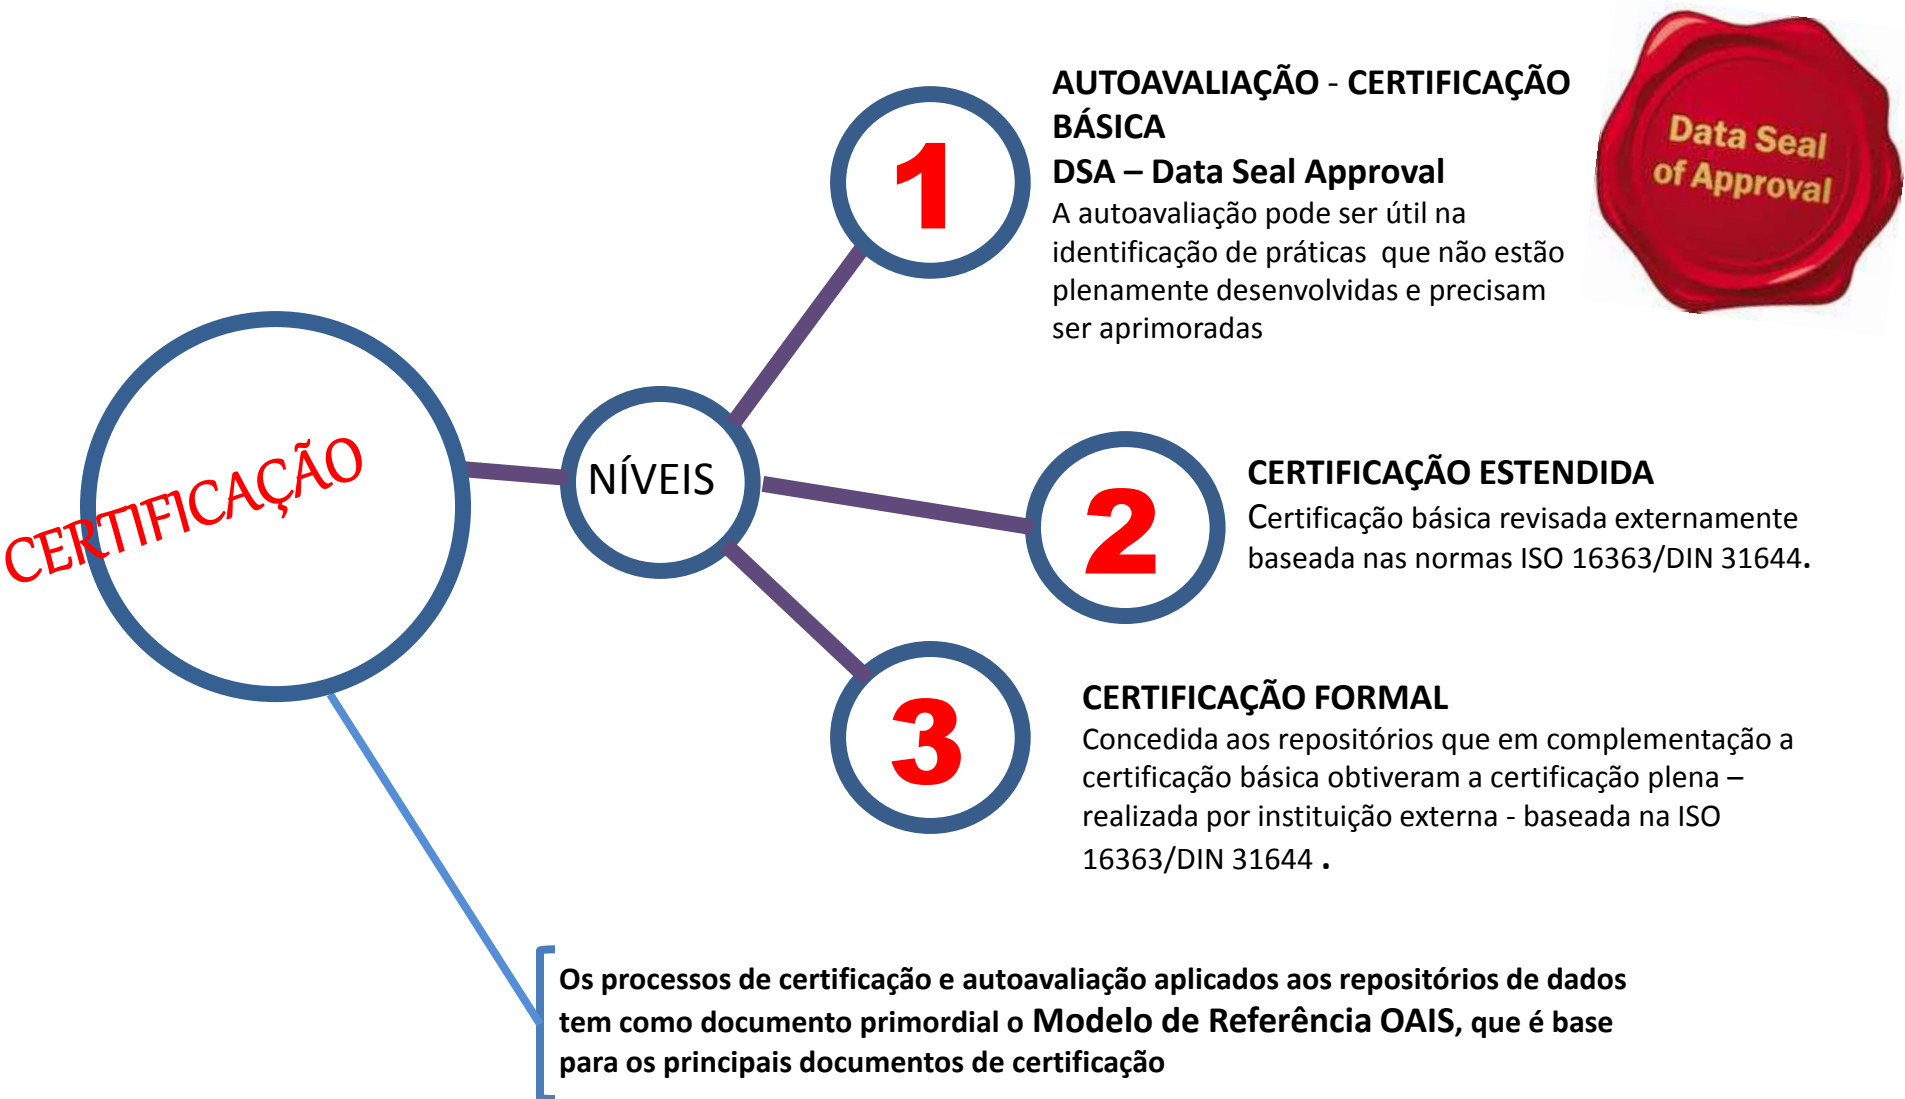 AUTOAVALIAÇÃO - CERTIFICAÇÃO
BÁSICA
DSA – Data Seal Approval
A autoavaliação pode ser útil na
identificação de práticas  que não estão
plenamente desenvolvidas e precisam
ser aprimoradas
Data Seal
of Approval
1
CERTIFICAÇÃO
NÍVEIS
2
CERTIFICAÇÃO ESTENDIDA
Certificação básica revisada externamente
baseada nas normas ISO 16363/DIN 31644.
3
CERTIFICAÇÃO FORMAL
Concedida aos repositórios que em complementação a
certificação básica obtiveram a certificação plena –
realizada por instituição externa - baseada na ISO
16363/DIN 31644 .
Os processos de certificação e autoavaliação aplicados aos repositórios de dados
tem como documento primordial o Modelo de Referência OAIS, que é base
para os principais documentos de certificação